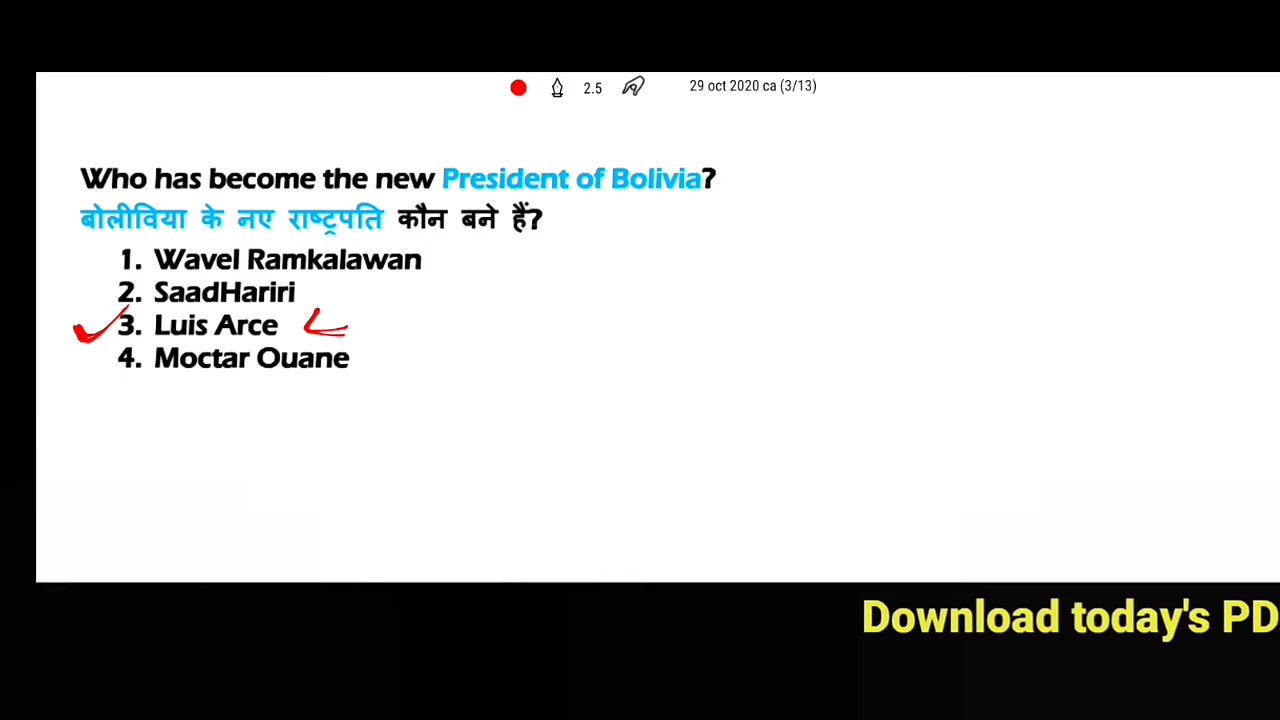 2.5 29 oct 2020 ca (3/13)
Who has become the new President of Bolivia?
बोलीविया के नए राष्ट्रपति कौन बने हैं?
1. Wavel Ramkalawan
2. SaadHariri
3. Luis Arce
4. Moctar Ouane
Download today's PD